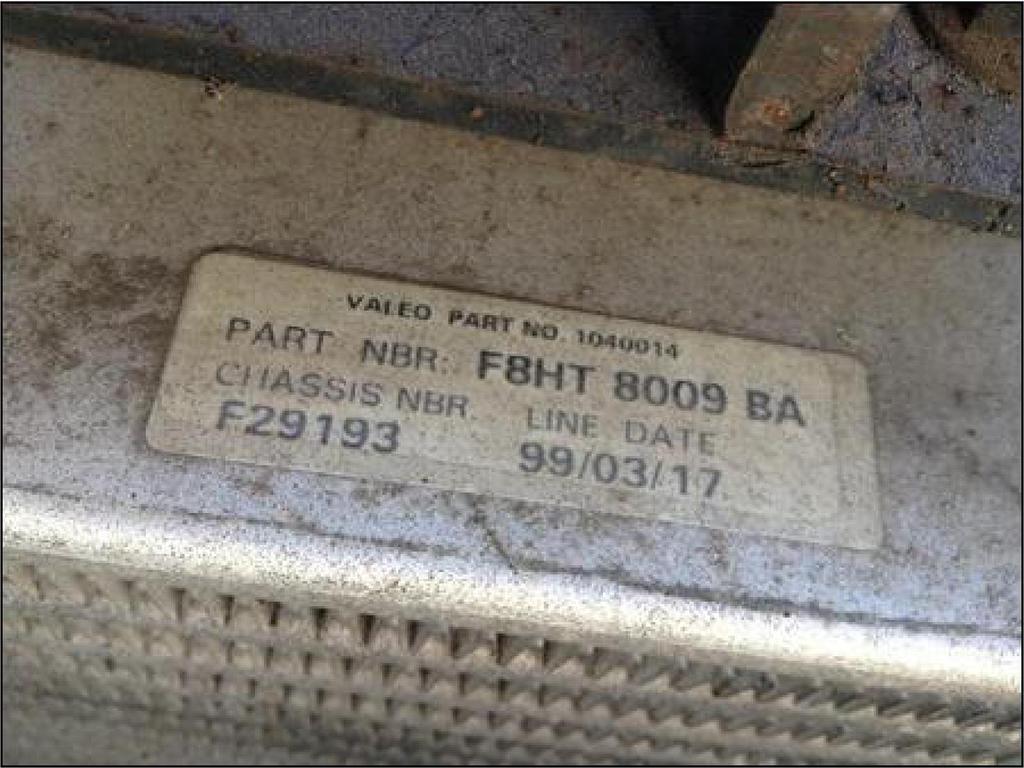 VALEO PART NO. 1040014
PART NBR. F8HT 8009 BA
CHASSIS NBR. LINE DATE
F29193 99/03/17